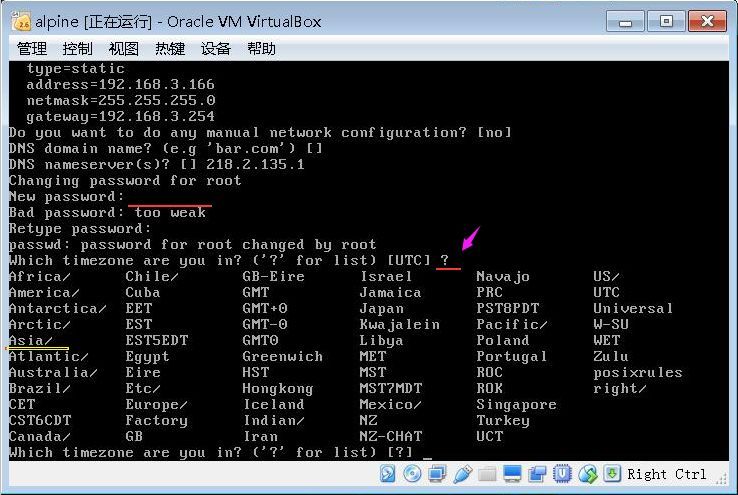 alpine [正在运行] - Oracle VM VirtualBox
管理 控制 视图 热键 设备 帮助
type=static
address=192.168.3.166
netmask=255.255.255.0
gateway=192.168.3.254
Do you want to do any manual network configuration? [no]
DNS domain name? (e.g 'bar.com') []
DNS nameserver(s)? [] 218.2.135.1
Changing password for root
New password:
Bad password: too weak
Retype password:
passwd: password for root changed by root
Which timezone are you in? ('?' for list) [UTC] ?
Africa/ Chile/ GB-Eire Israel Navajo US/
America/ Cuba GMT Jamaica PRC UTC
Antarctica/ EET GMT+0 Japan PST8PDT Universal
Arctic/ EST GMT-0 Kwajalein Pacific/ W-SU
Asia/ EST5EDT GMT0 Libya Poland WET
Atlantic/ Egypt Greenwich MET Portugal Zulu
Australia/ Eire HST MST ROC posixrules
Brazil/ Etc/ Hongkong MST7MDT ROK right/
CET Europe/ Iceland Mexico/ Singapore
CST6CDT Factory Indian/ NZ Turkey
Canada/ GB Iran NZ-CHAT UCT
Which timezone are you in? ('?' for list) [?] _
Right Ctrl